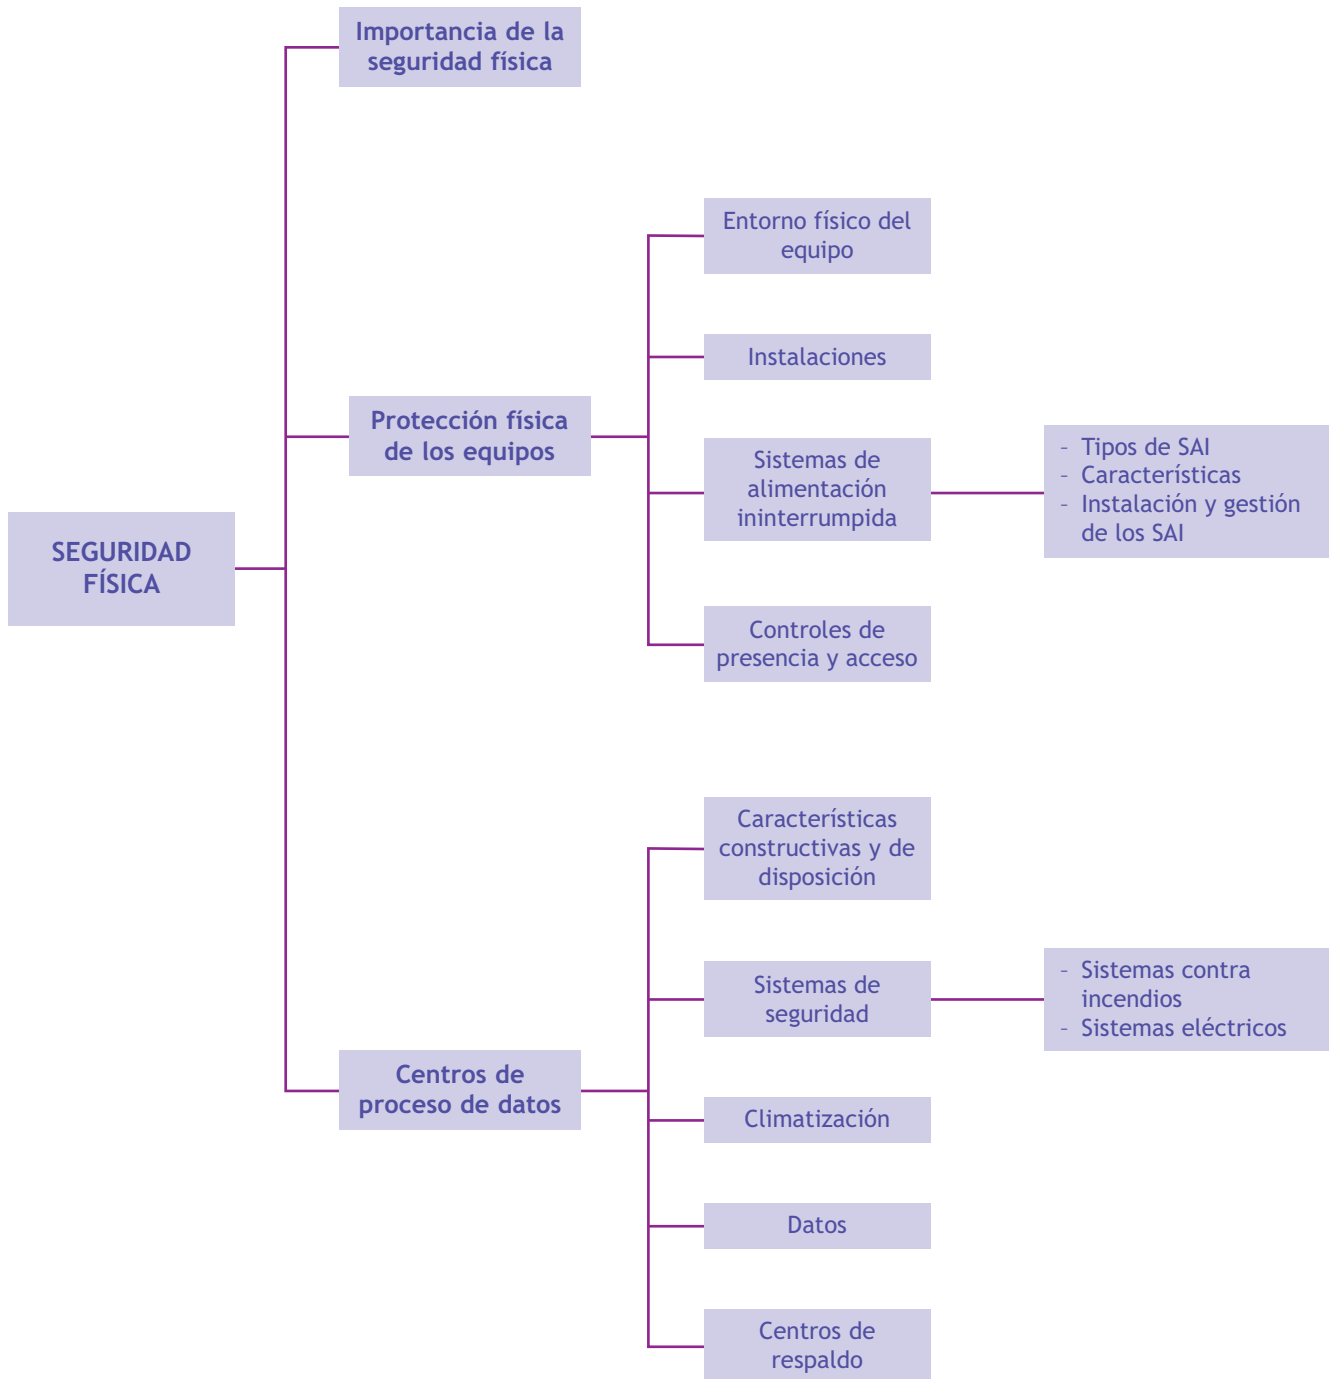 Importancia de la
seguridad física
Entorno físico del
equipo
Instalaciones
Protección física
de los equipos
Sistemas de
alimentación
ininterrumpida
- Tipos de SAI
- Características
- Instalación y gestión
de los SAI
SEGURIDAD
FÍSICA
Controles de
presencia y acceso
Características
constructivas y de
disposición
Sistemas de
seguridad
- Sistemas contra
incendios
- Sistemas eléctricos
Centros de
proceso de datos
Climatización
Datos
Centros de
respaldo